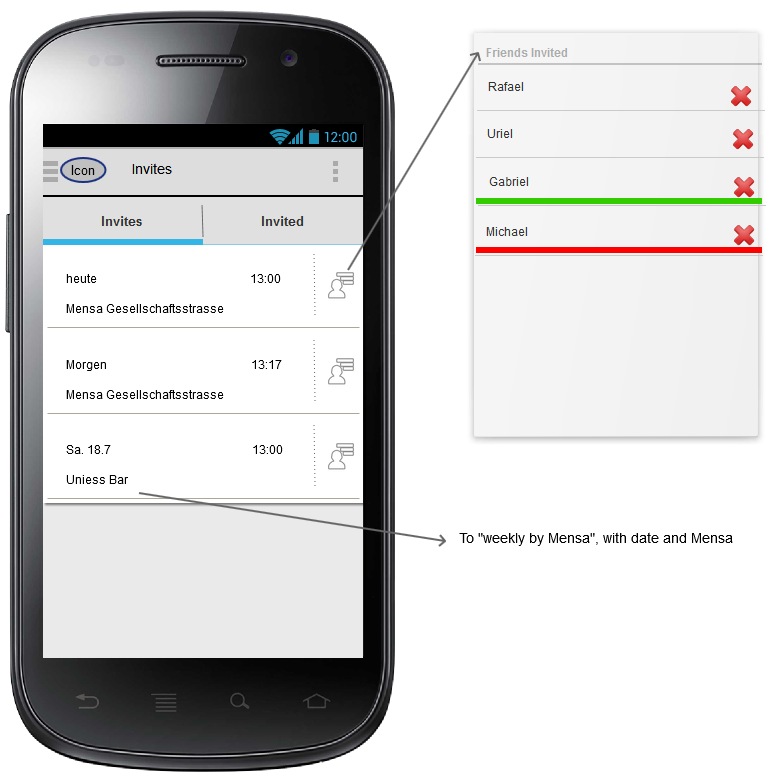 12:00
Icon
Invites
Invites
Invited
heute 13:00
Mensa Gesellschaftsstrasse
Morgen 13:17
Mensa Gesellschaftsstrasse
Sa. 18.7 13:00
Uniess Bar
Friends Invited
Rafael
Uriel
Gabriel
Michael
To "weekly by Mensa", with date and Mensa